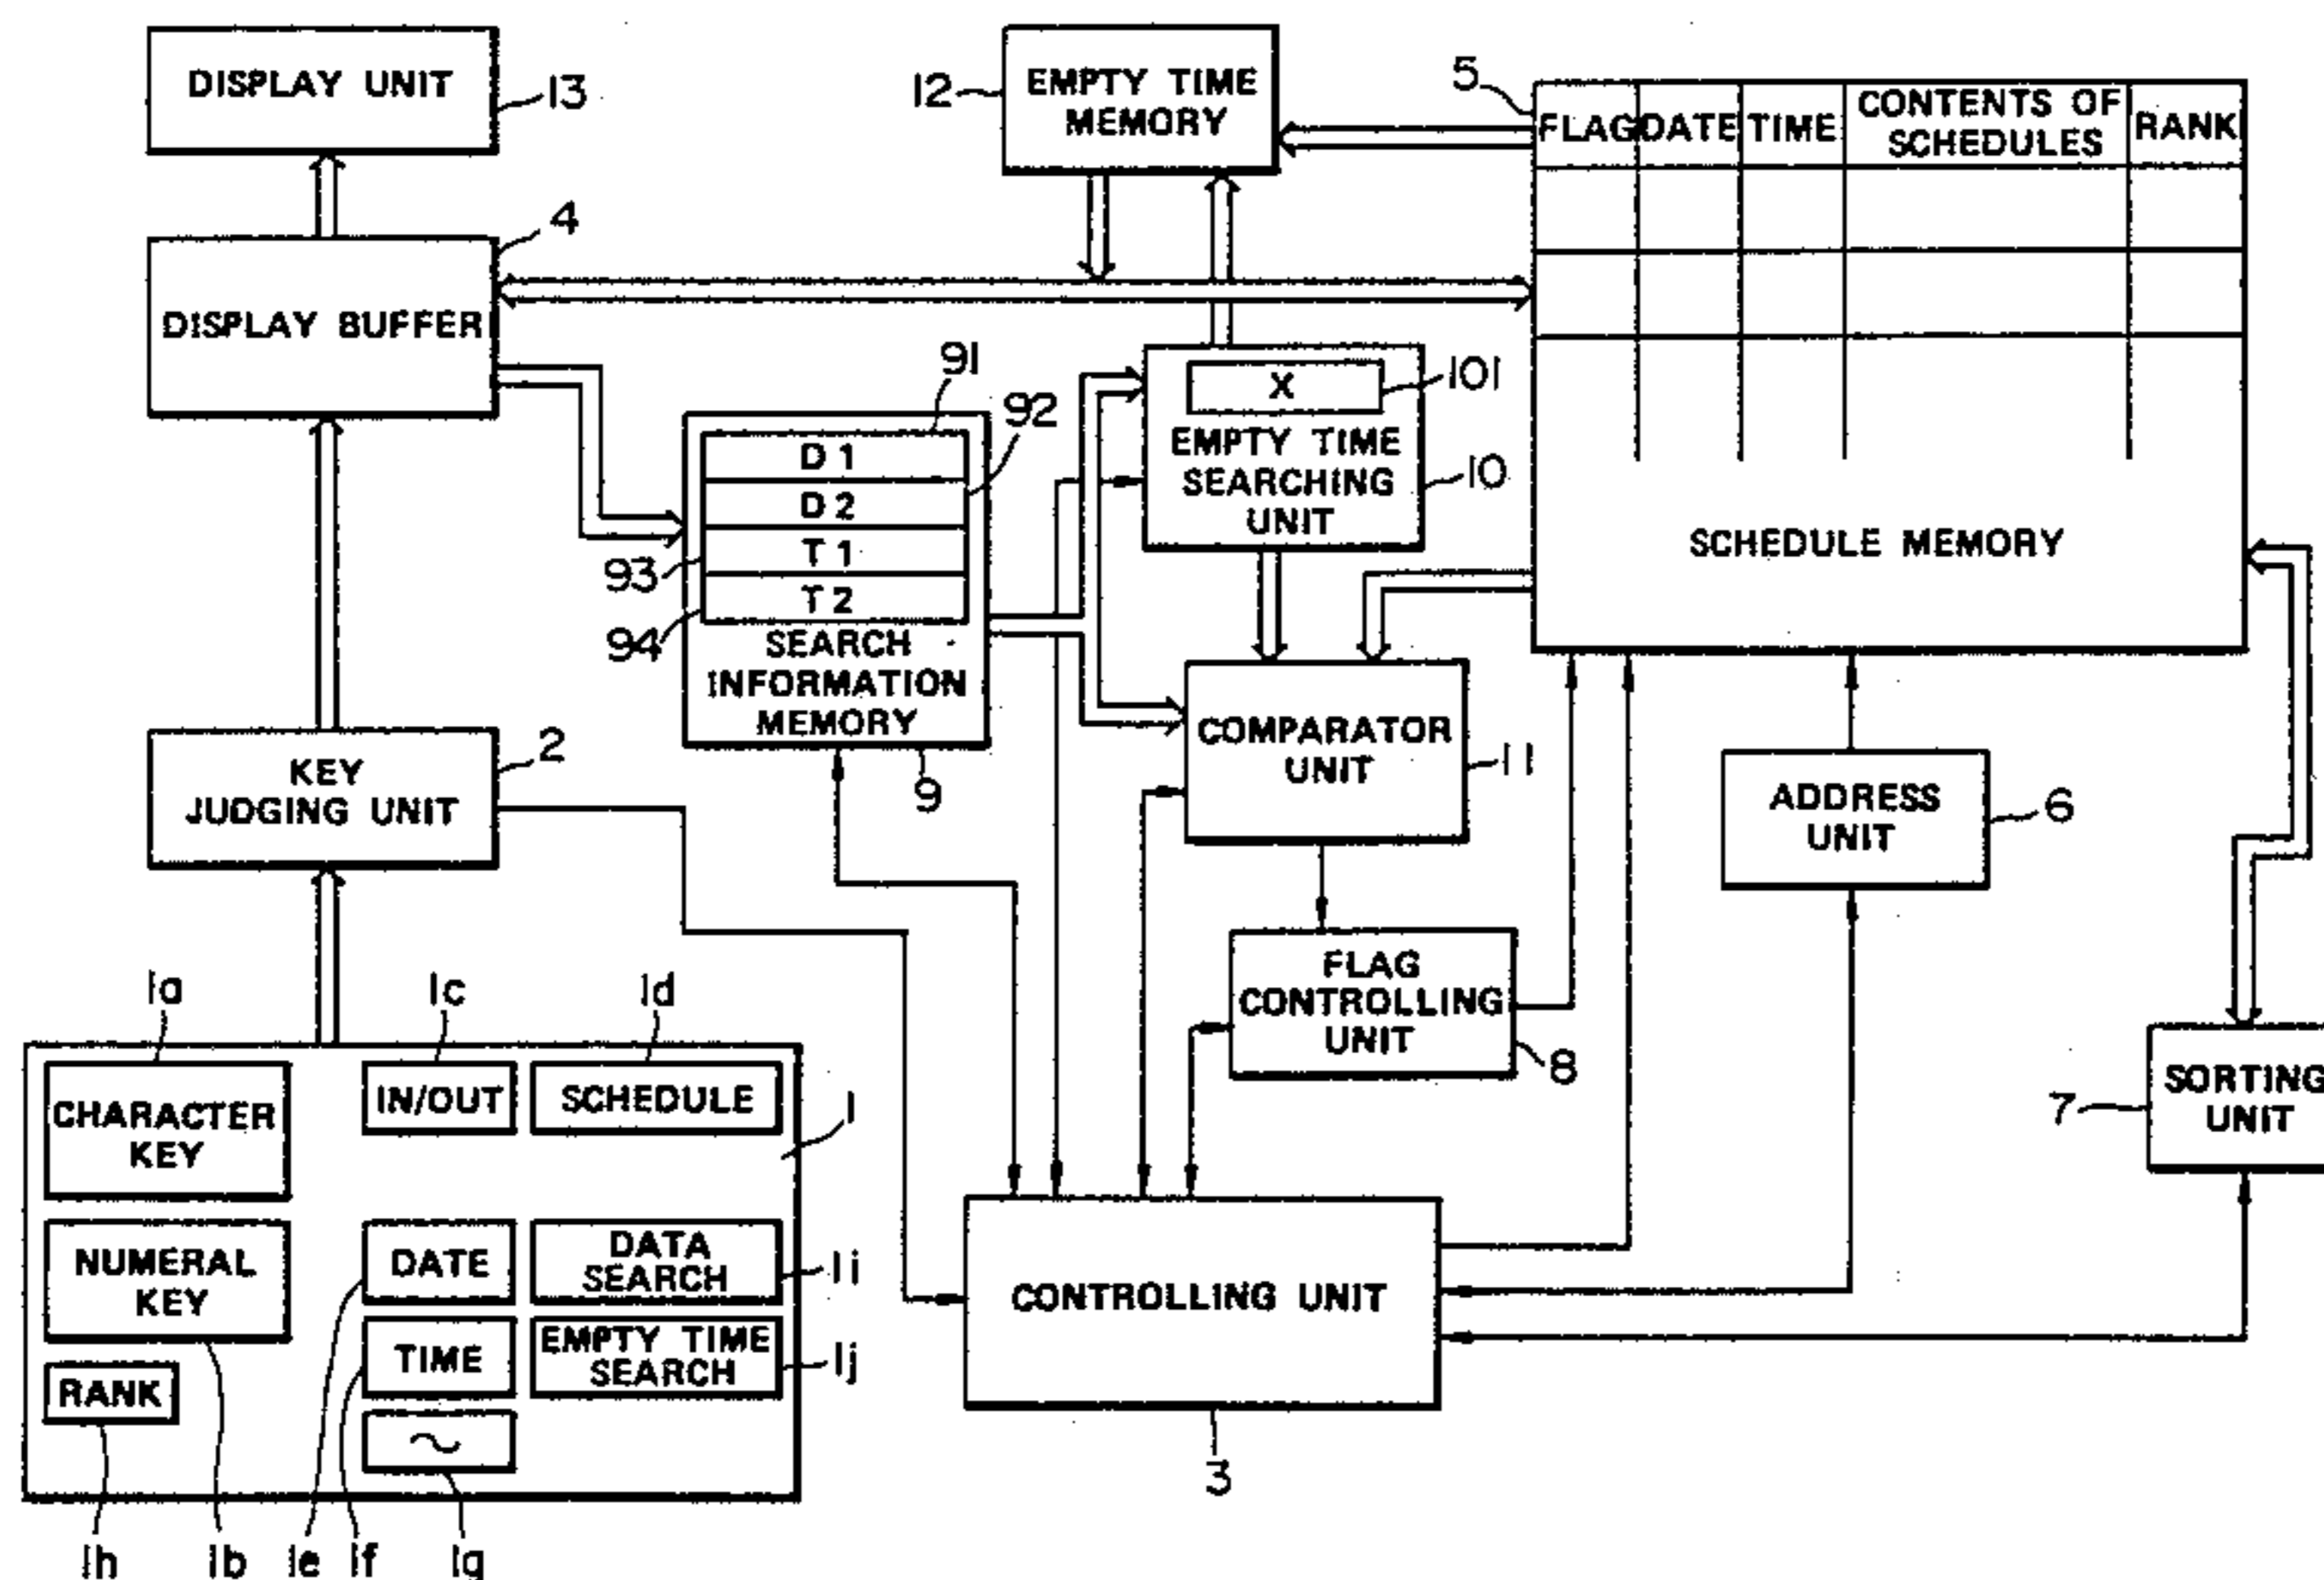 DISPLAY UNIT
13
12
EMPTY TIME
MEMORY
5
FLAG
DATE
TIME
CONTENTS OF
SCHEDULES
RANK
SCHEDULE MEMORY
4
DISPLAY BUFFER
91
92
93
94
D1
D2
T1
T2
SEARCH
INFORMATION
MEMORY
9
X
101
EMPTY TIME
SEARCHING
UNIT
10
KEY
JUDGING UNIT
2
COMPARATOR
UNIT
11
ADDRESS
UNIT
6
FLAG
CONTROLLING
UNIT
8
SORTING
UNIT
7
1a
1c
1d
CHARACTER
KEY
IN/OUT
SCHEDULE
1
NUMERAL
KEY
DATE
DATA
SEARCH
1i
TIME
EMPTY TIME
SEARCH
1j
RANK
~
1h
1b
1e
1f
1g
CONTROLLING UNIT
3